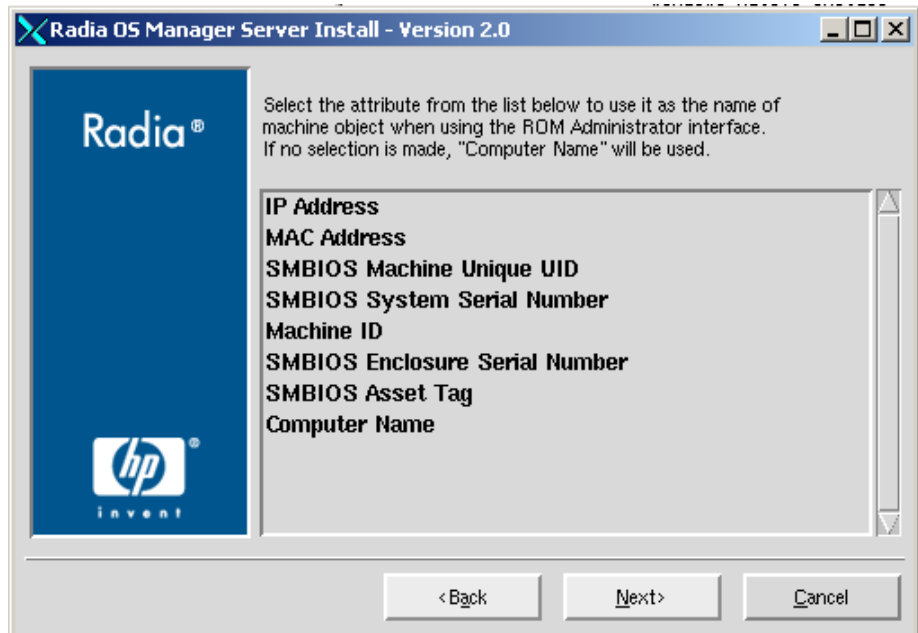 Radia OS Manager Server Install - Version 2.0
Radia®
Select the attribute from the list below to use it as the name of
machine object when using the ROM Administrator interface.
If no selection is made, "Computer Name" will be used.
IP Address
MAC Address
SMBIOS Machine Unique UID
SMBIOS System Serial Number
Machine ID
SMBIOS Enclosure Serial Number
SMBIOS Asset Tag
Computer Name
hp®
invent
<Back
Next>
Cancel